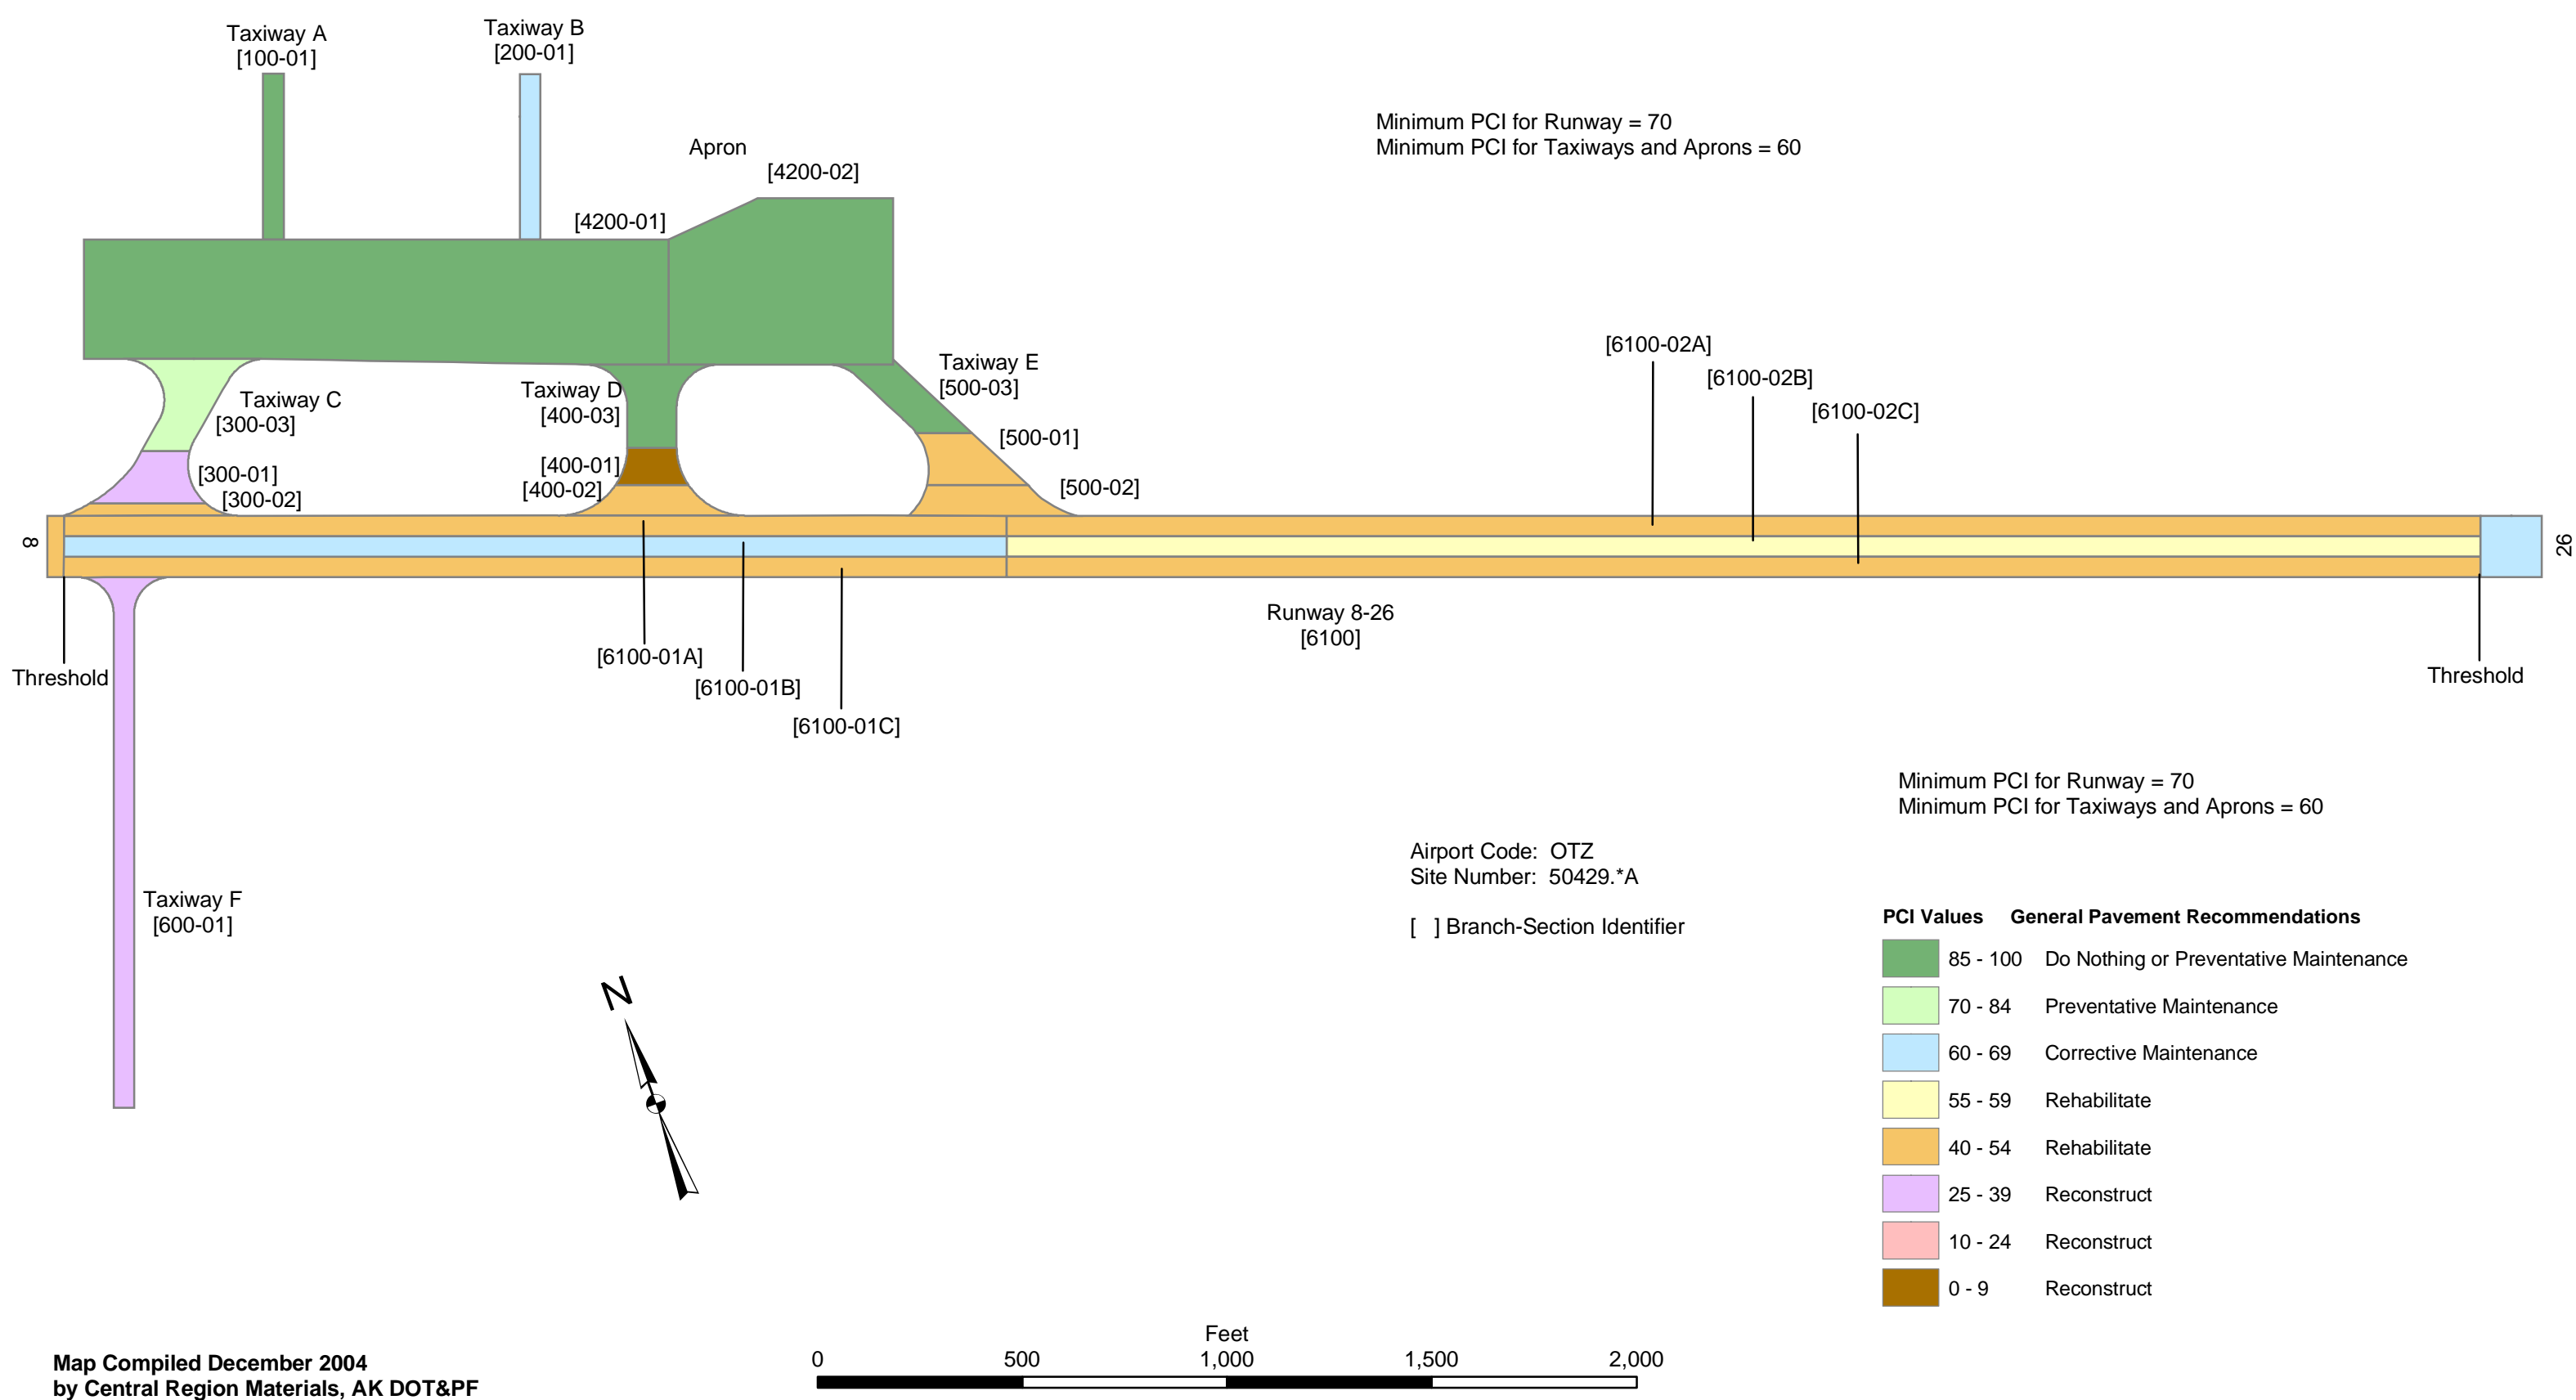 Taxiway A
[100-01]
Taxiway B
[200-01]
Minimum PCI for Runway = 70
Minimum PCI for Taxiways and Aprons = 60
Apron
[4200-02]
[4200-01]
[6100-02A]
[6100-02B]
[6100-02C]
Taxiway E
[500-03]
Taxiway D
[400-03]
Taxiway C
[300-03]
[500-01]
[400-01]
[400-02]
[300-01]
[300-02]
[500-02]
8
26
Runway 8-26
[6100]
[6100-01A]
[6100-01B]
[6100-01C]
Threshold
Threshold
Minimum PCI for Runway = 70
Minimum PCI for Taxiways and Aprons = 60
Airport Code: OTZ
Site Number: 50429.*A
[ ] Branch-Section Identifier
Taxiway F
[600-01]
N
PCI Values General Pavement Recommendations
85 - 100 Do Nothing or Preventative Maintenance
70 - 84 Preventative Maintenance
60 - 69 Corrective Maintenance
55 - 59 Rehabilitate
40 - 54 Rehabilitate
25 - 39 Reconstruct
10 - 24 Reconstruct
0 - 9 Reconstruct
Feet
0 500 1,000 1,500 2,000
Map Compiled December 2004
by Central Region Materials, AK DOT&PF